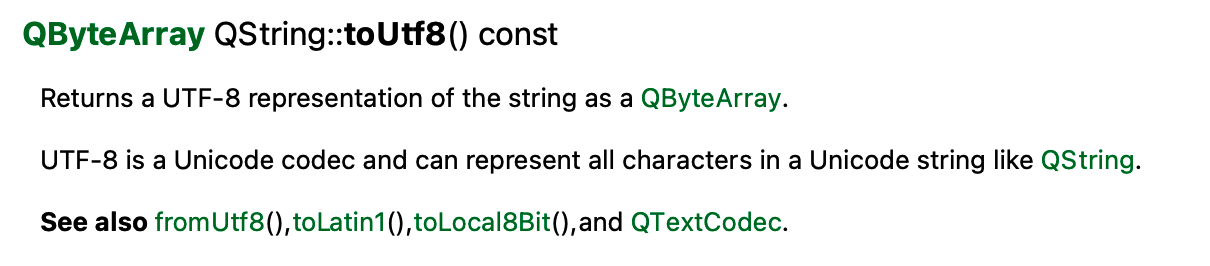 QByteArray QString::toUtf8() const
Returns a UTF-8 representation of the string as a QByteArray.
UTF-8 is a Unicode codec and can represent all characters in a Unicode string like QString.
See also fromUtf8(),toLatin1(),toLocal8Bit(),and QTextCodec.